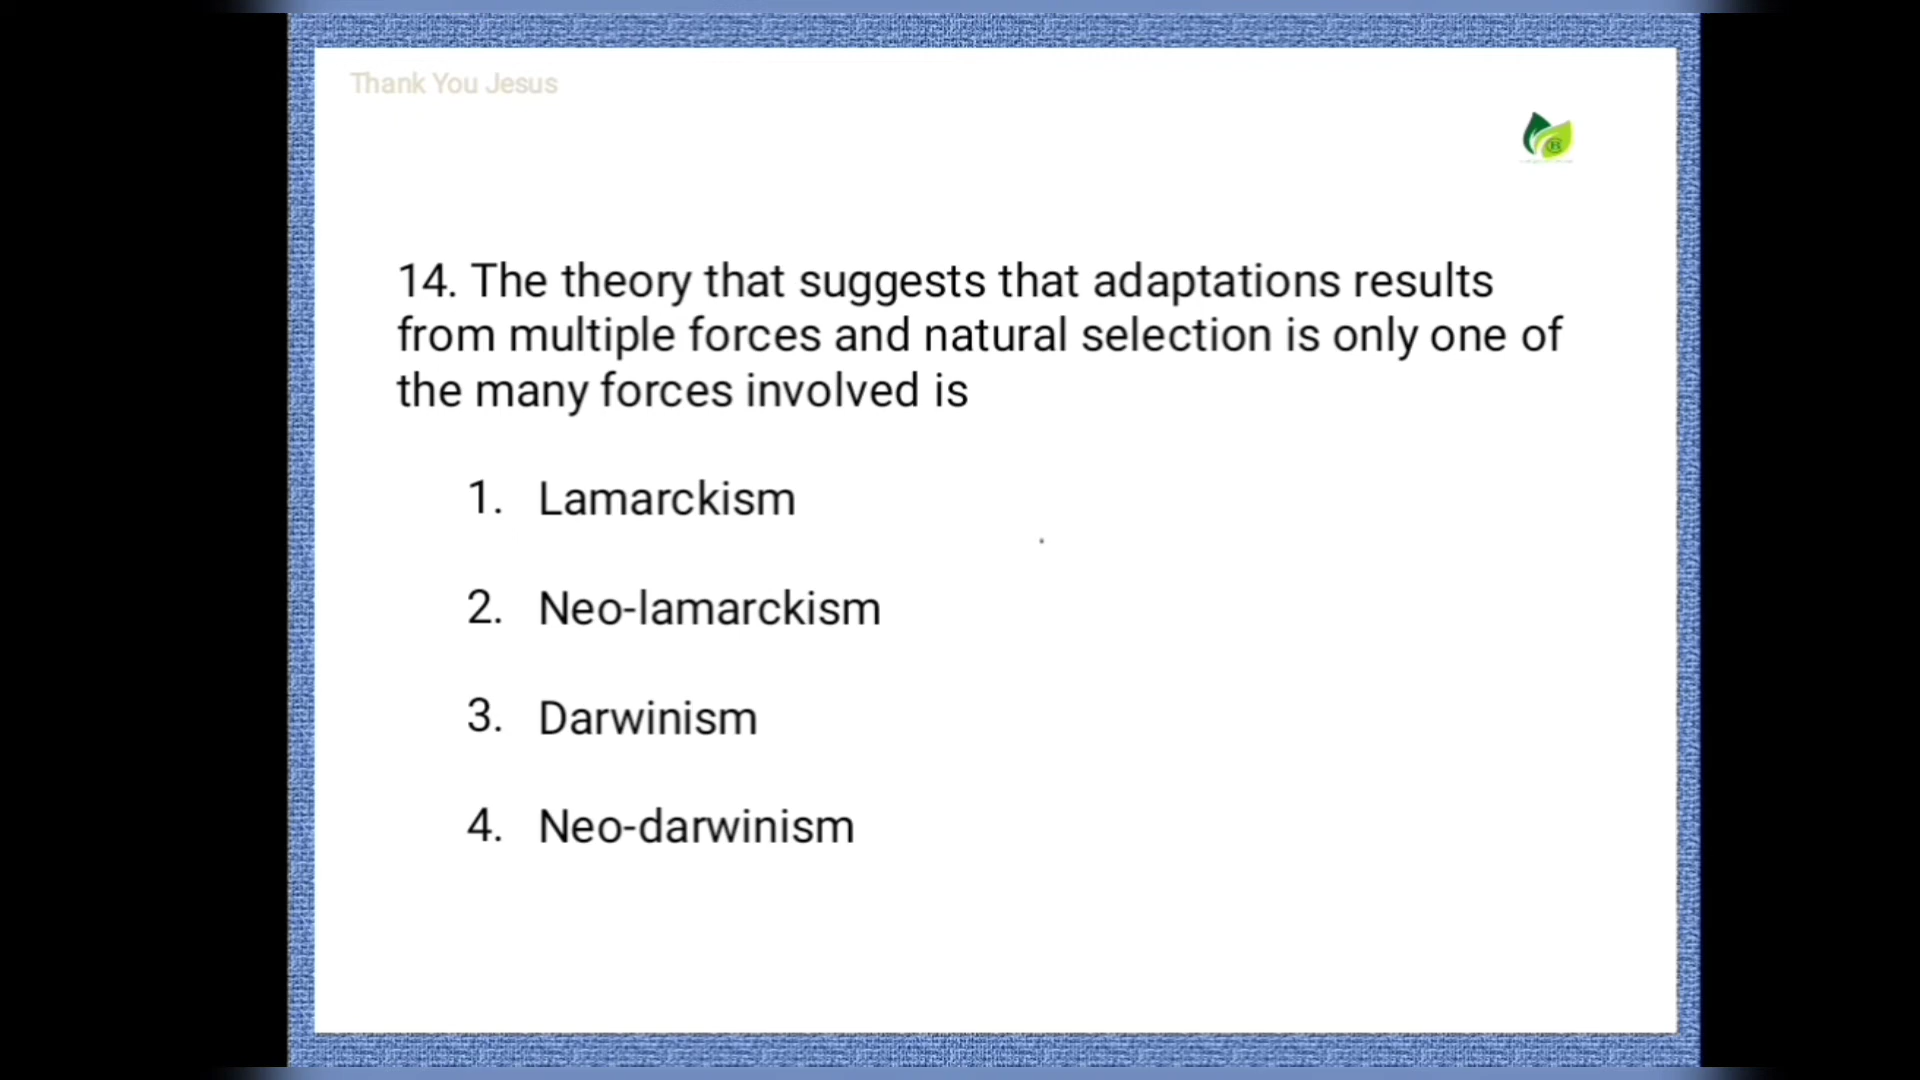 Thank You Jesus
14. The theory that suggests that adaptations results
from multiple forces and natural selection is only one of
the many forces involved is
1. Lamarckism
2. Neo-lamarckism
3. Darwinism
4. Neo-darwinism